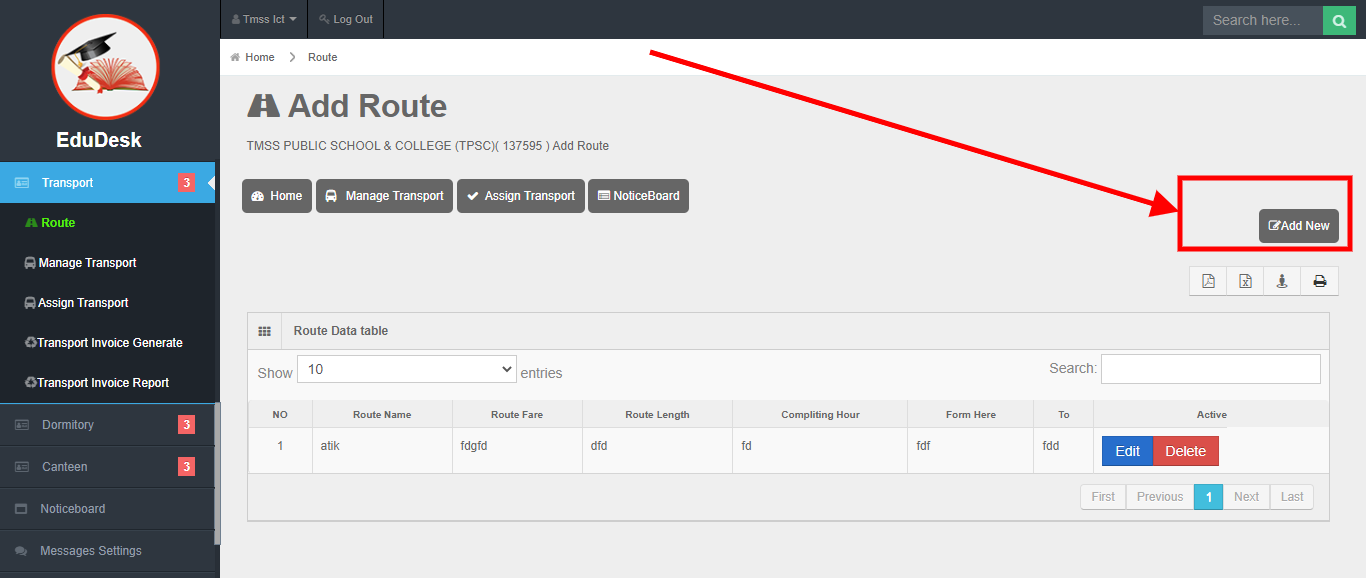 Tmss Ict
Log Out
Search here...
EduDesk
Home
Route
Add Route
TMSS PUBLIC SCHOOL & COLLEGE (TPSC)( 137595 ) Add Route
Home
Manage Transport
Assign Transport
NoticeBoard
Add New
Transport 3
Route
Manage Transport
Assign Transport
Transport Invoice Generate
Transport Invoice Report
Dormitory 3
Canteen 3
Noticeboard
Messages Settings
Route Data table
Show 10 entries
Search:
NO Route Name Route Fare Route Length Compliting Hour Form Here To Active
1 atik fdgfd dfd fd fdf fdd Edit Delete
First Previous 1 Next Last